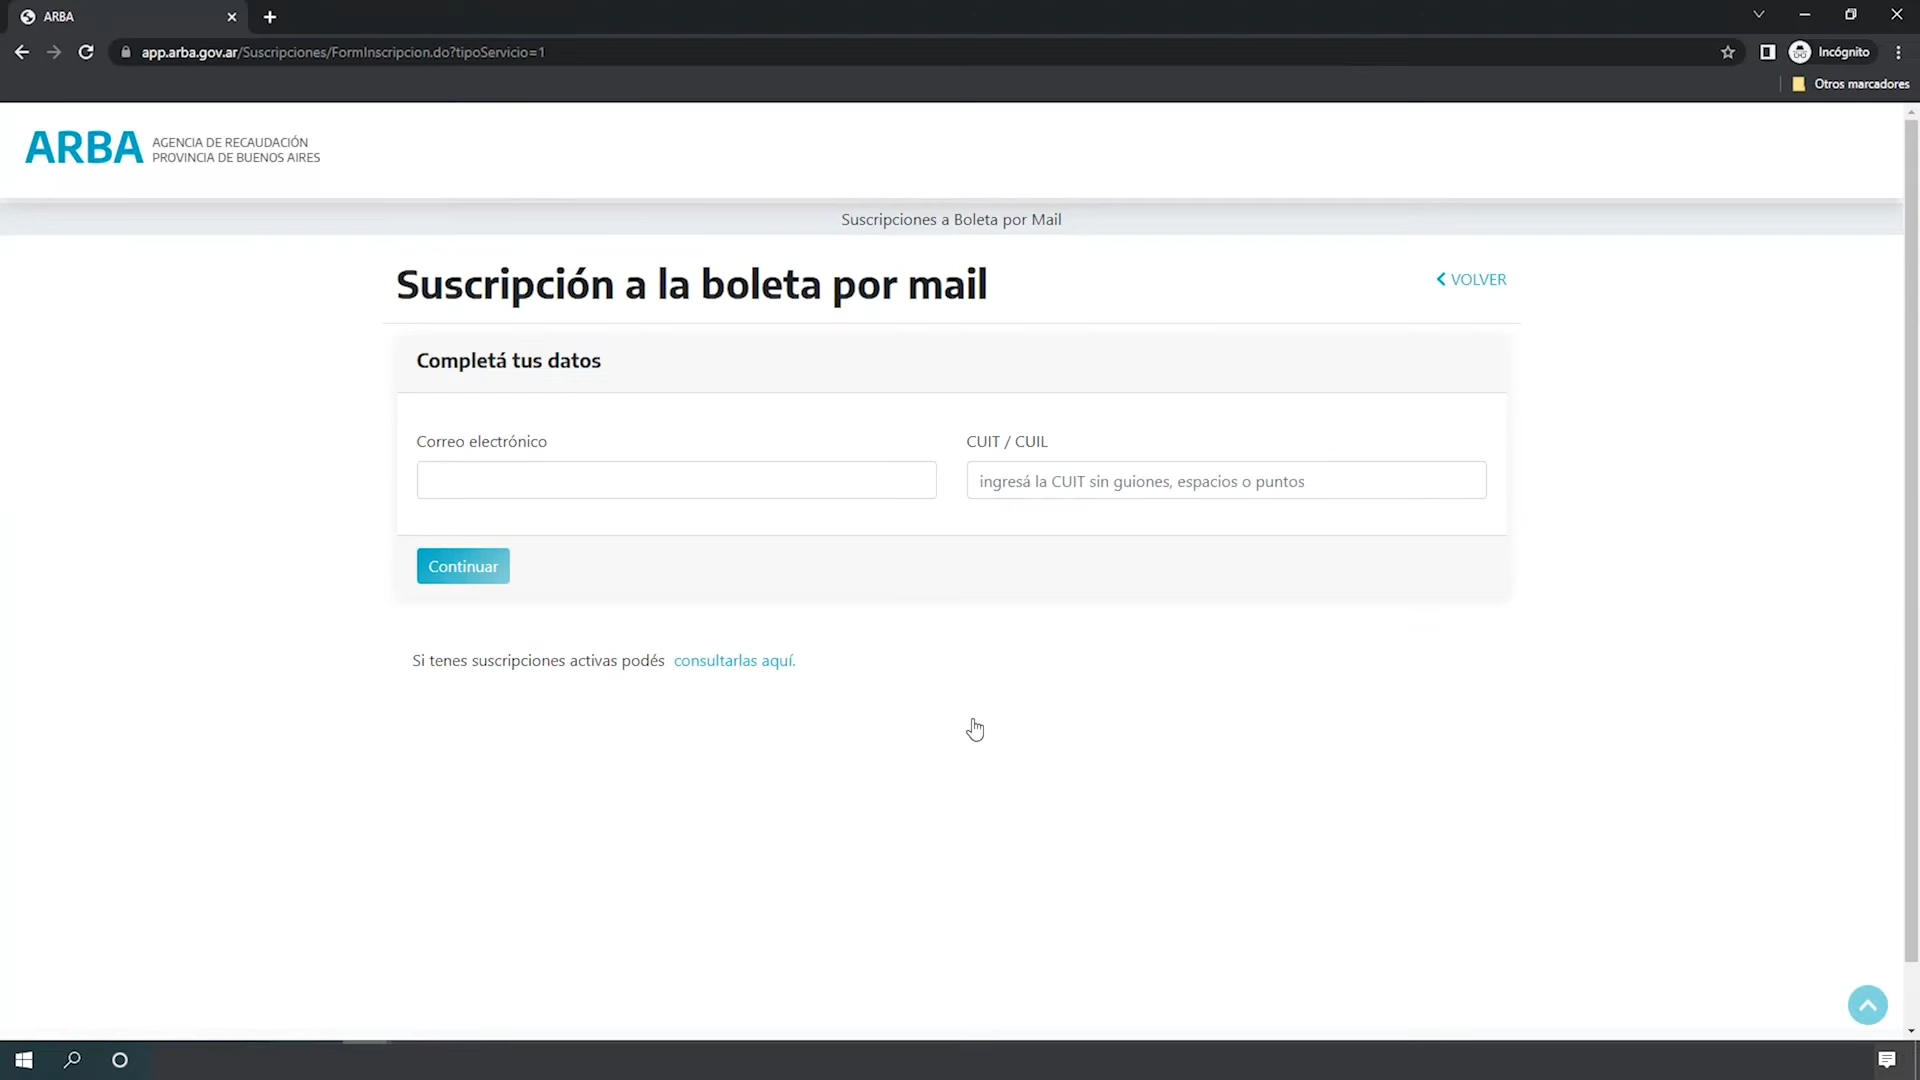 ARBA
app.arba.gov.ar/Suscripciones/FormInscripcion.do?tipoServicio=1
Incógnito
Otros marcadores
ARBA
AGENCIA DE RECAUDACIÓN
PROVINCIA DE BUENOS AIRES
Suscripciones a Boleta por Mail
Suscripción a la boleta por mail
VOLVER
Completá tus datos
Correo electrónico
CUIT / CUIL
ingresá la CUIT sin guiones, espacios o puntos
Continuar
Si tenes suscripciones activas podés consultarlas aquí.